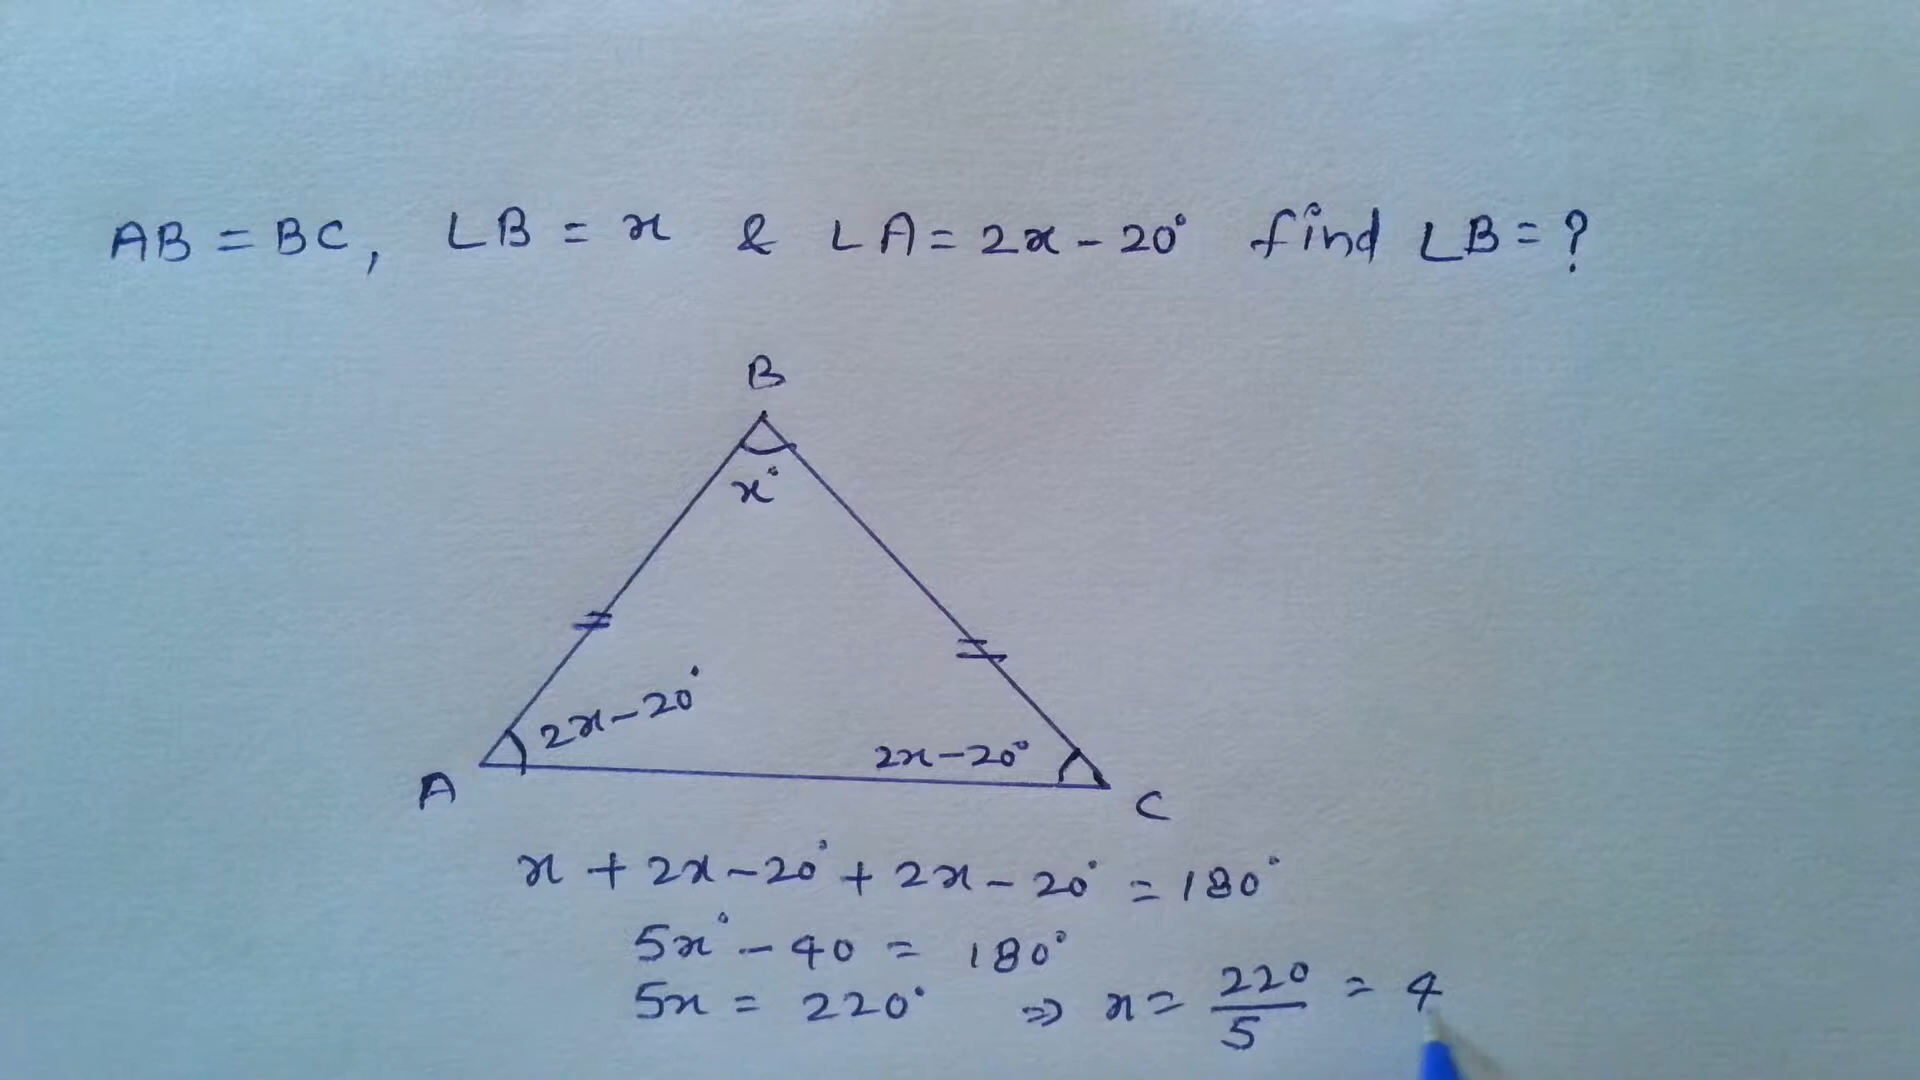 AB = BC, ∠B = x & ∠A = 2x - 20° find ∠B = ?
B
x°
2x - 20°
2x - 20°
A
C
x + 2x - 20° + 2x - 20° = 180°
5x° - 40 = 180°
5x = 220° ⇒ x = 220/5 = 4